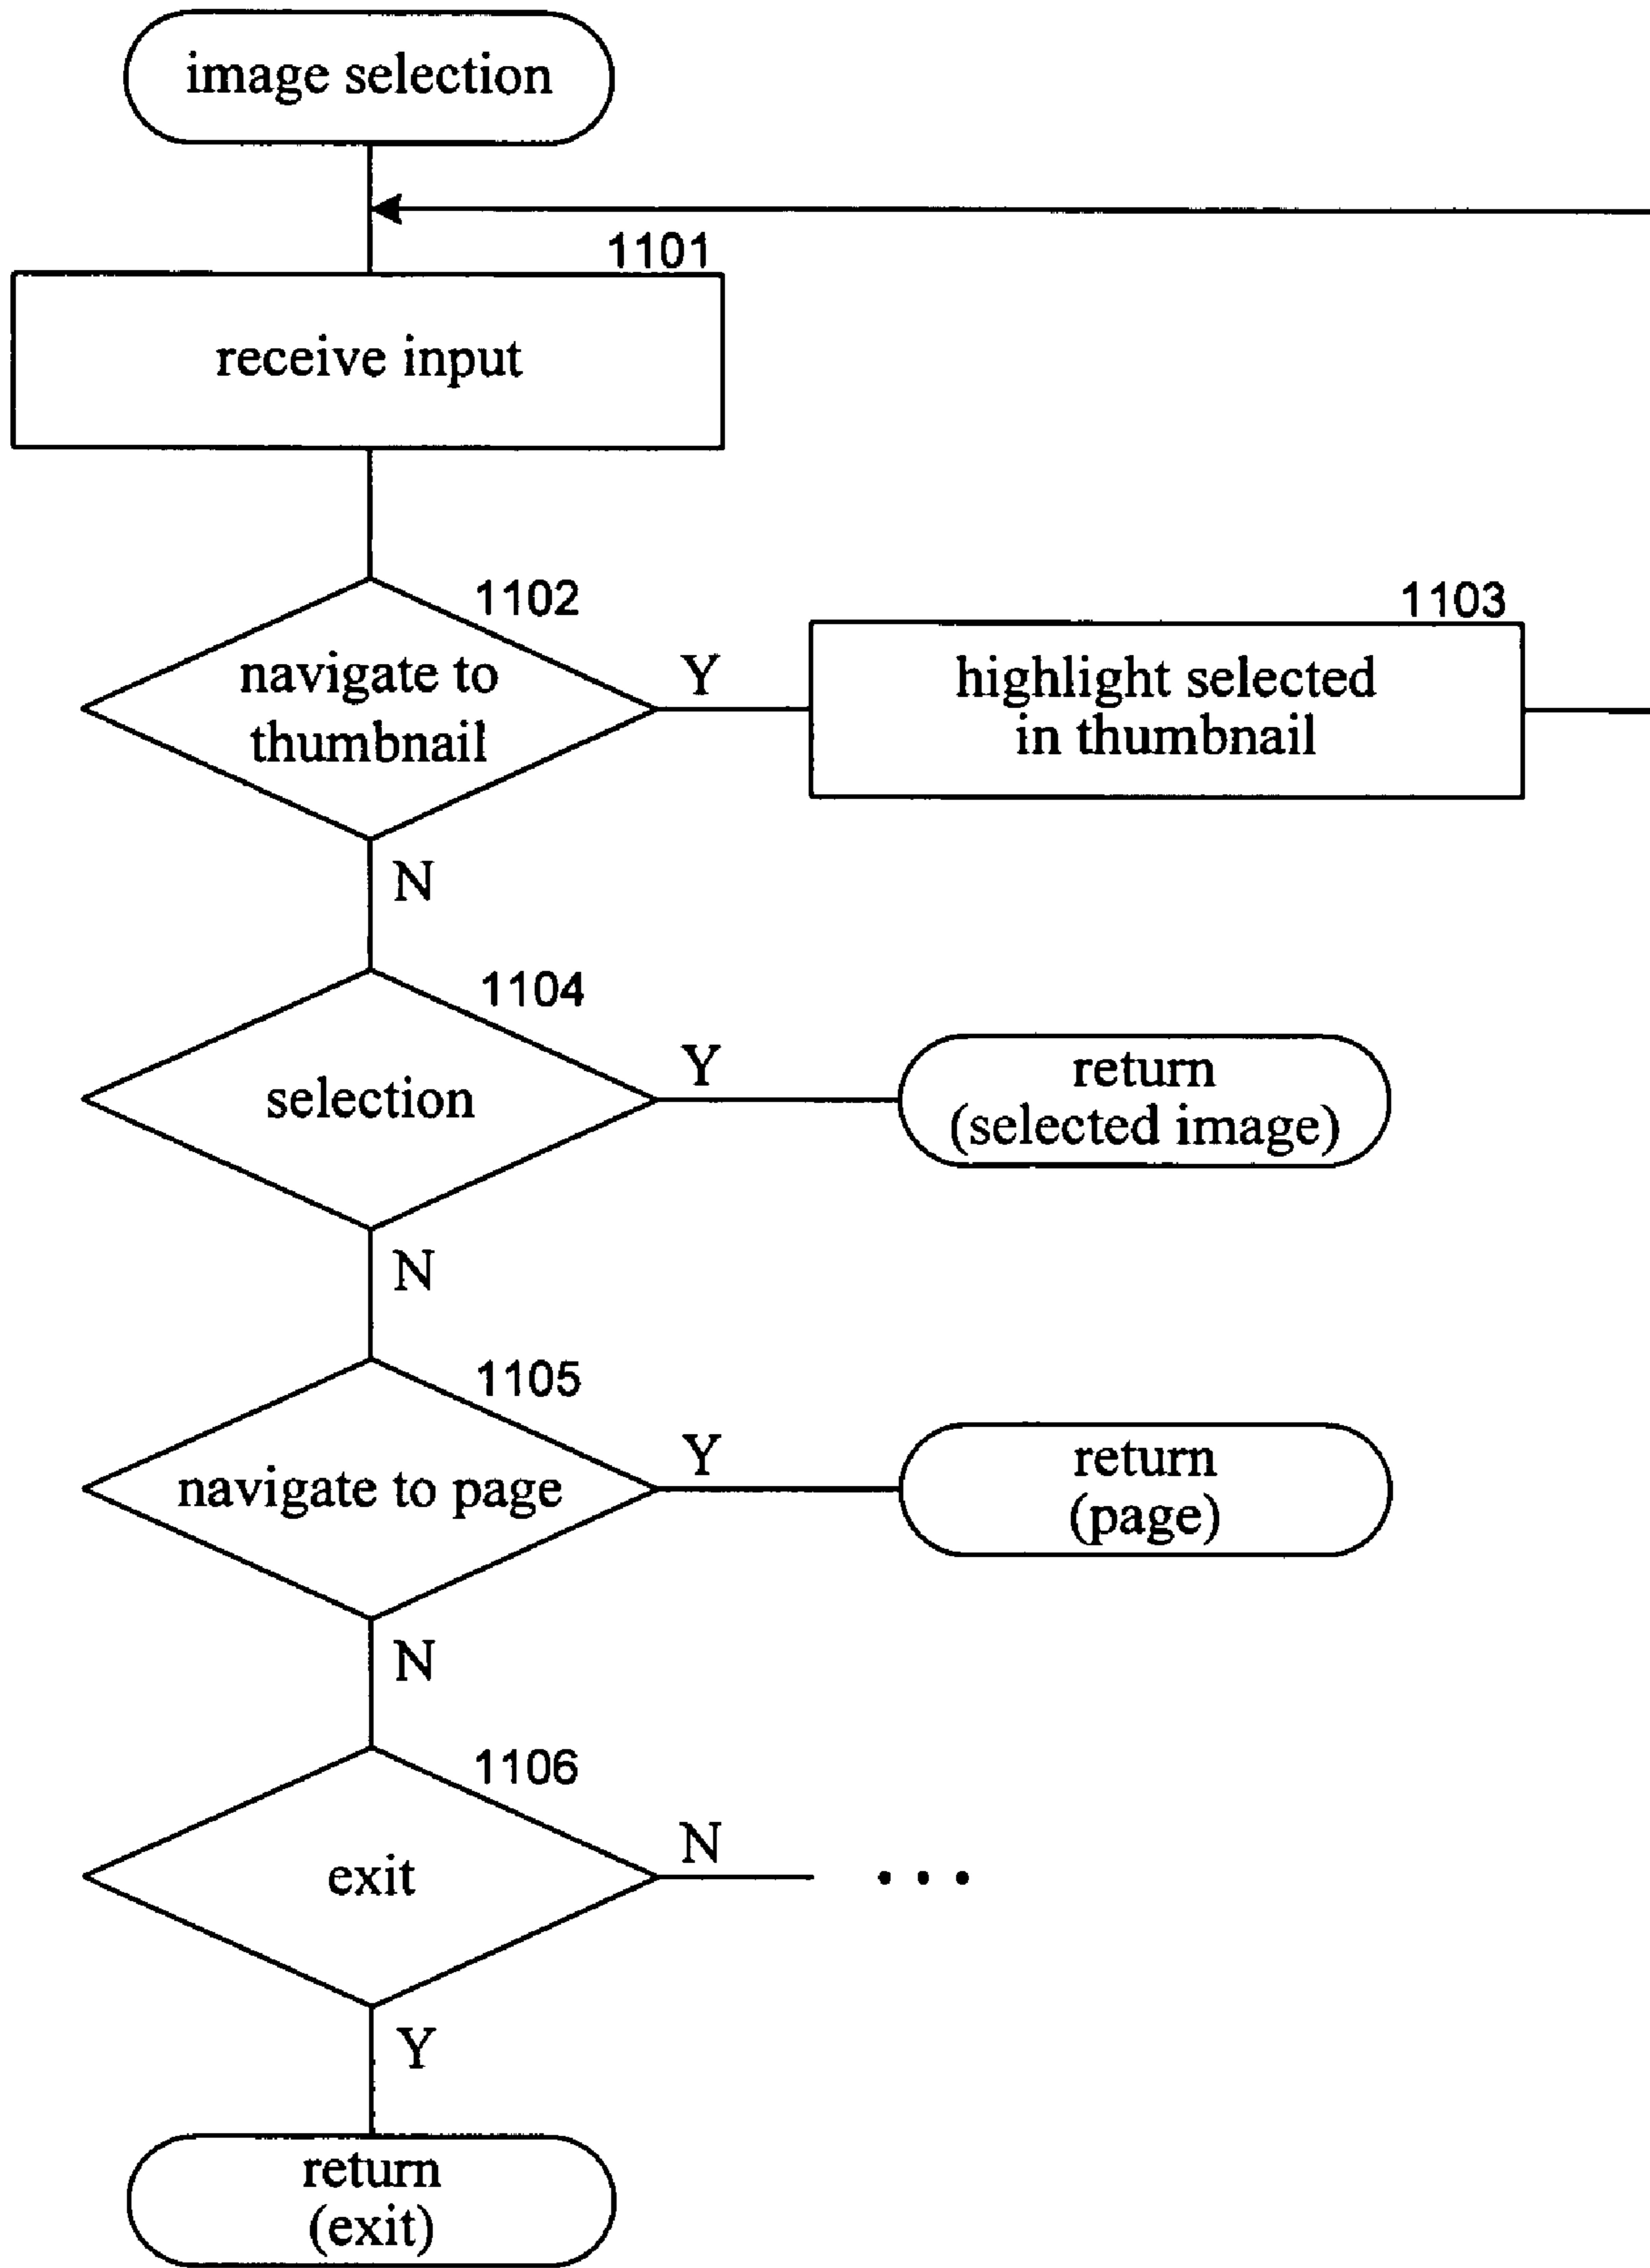 image selection
1101
receive input
1102
navigate to
thumbnail
Y
1103
highlight selected
in thumbnail
N
1104
selection
Y
return
(selected image)
N
1105
navigate to page
Y
return
(page)
N
1106
exit
N
...
Y
return
(exit)